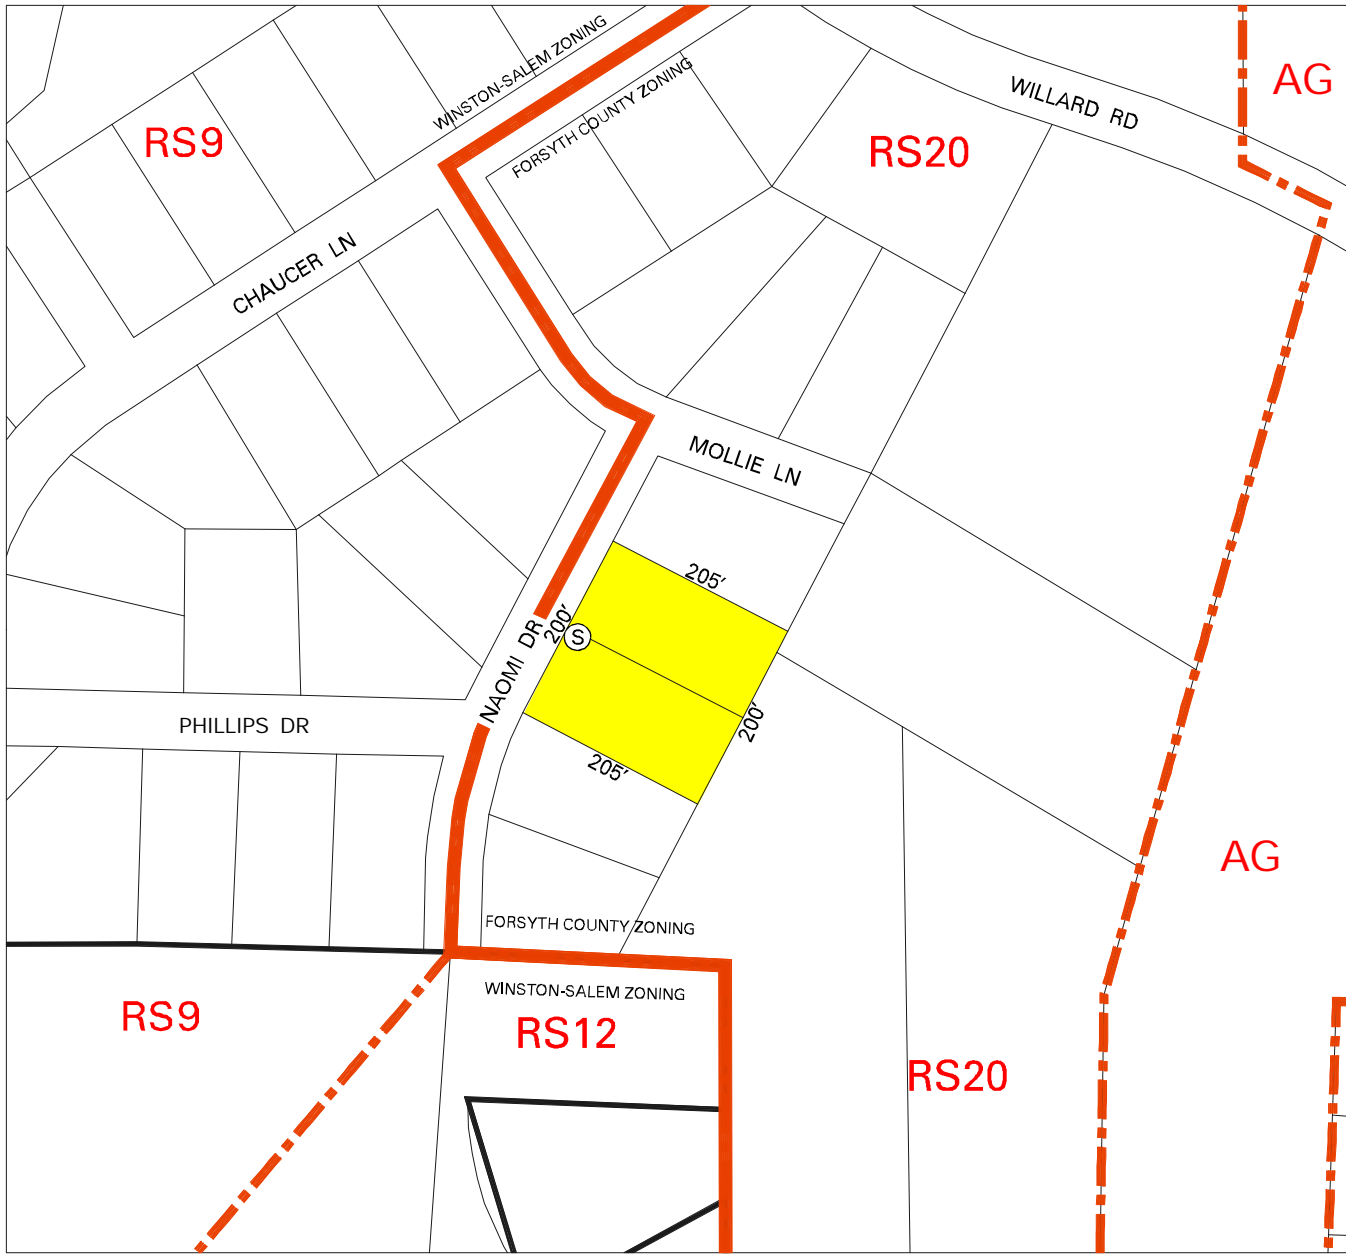 WINSTON-SALEM ZONING
FORSYTH COUNTY ZONING
AG
WILLARD RD
RS9
RS20
CHAUCER LN
MOLLIE LN
205'
200'
S
NAOMI DR
PHILLIPS DR
200'
205'
AG
FORSYTH COUNTY ZONING
WINSTON-SALEM ZONING
RS9
RS12
RS20